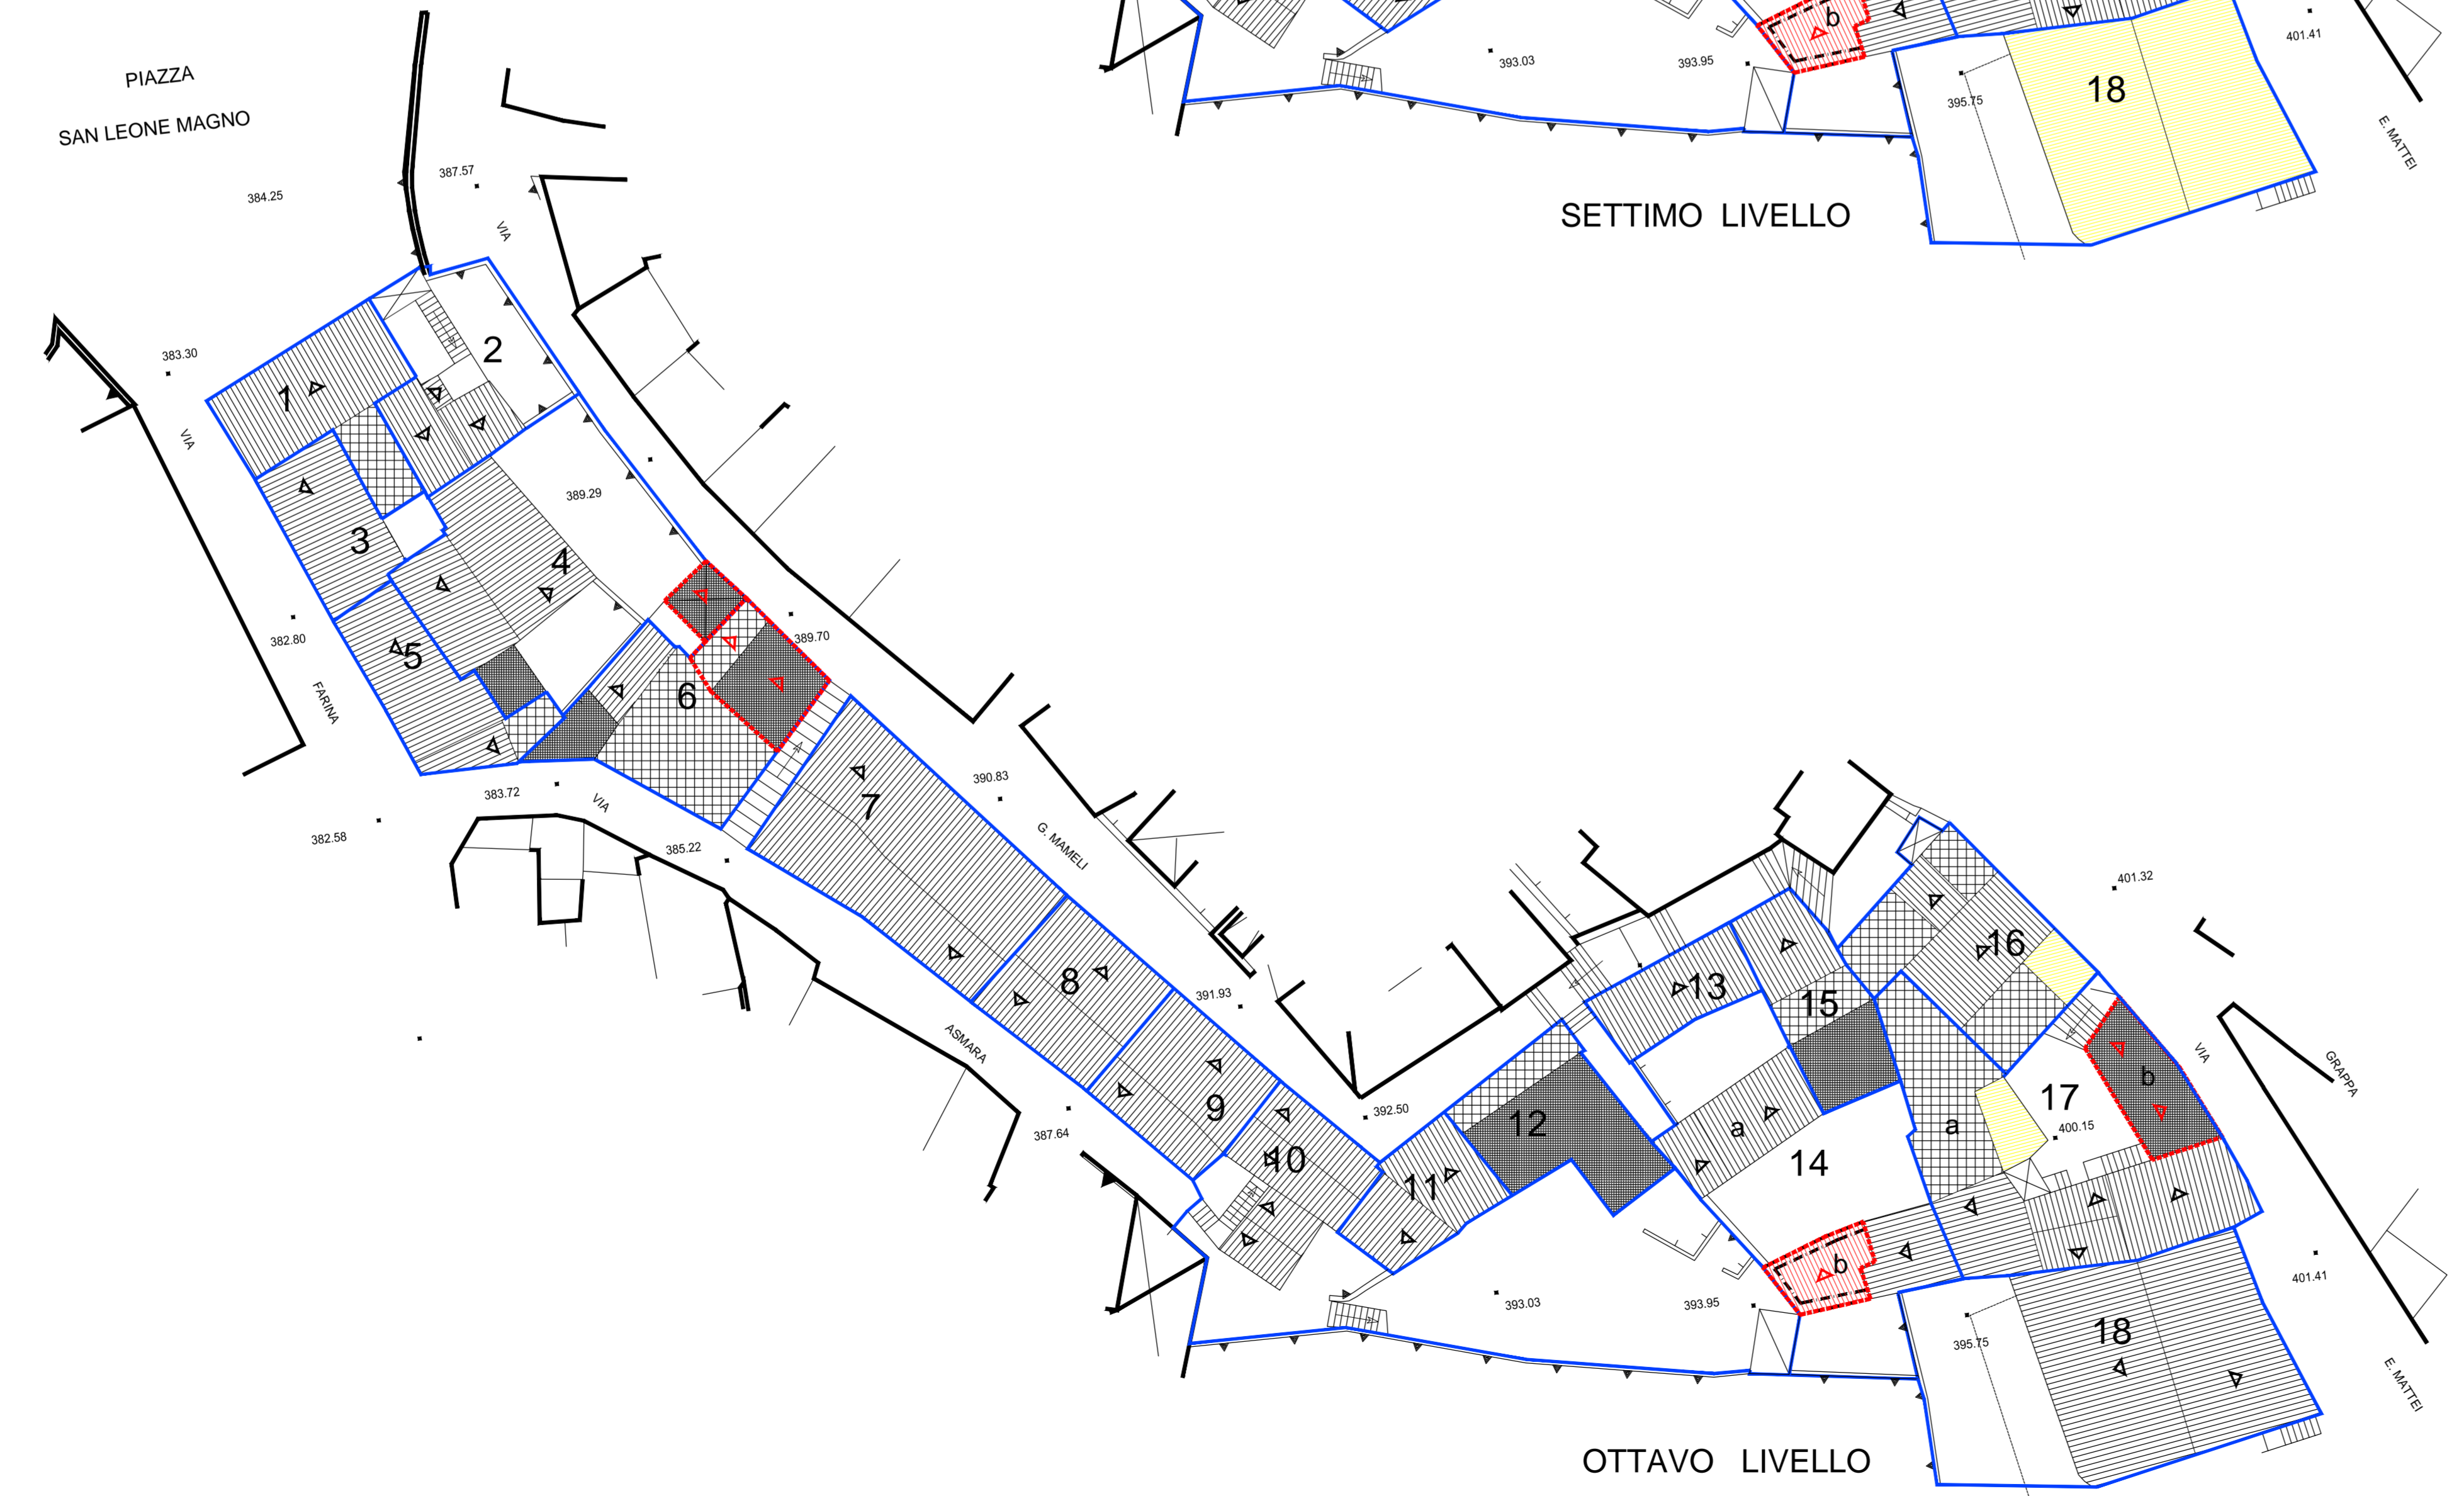 b
401.41
393.03
393.95
395.75
18
E. MATTEI
SETTIMO LIVELLO
PIAZZA
SAN LEONE MAGNO
384.25
387.57
VIA
383.30
2
1
VIA
389.29
3
4
382.80
5
389.70
FARINA
6
383.72
VIA
390.83
7
382.58
385.22
G. MAMELI
401.32
8
391.93
13
15
16
ASMARA
9
387.64
10
392.50
11
12
a
14
a
17
400.15
b
VIA
GRAPPA
b
393.03
393.95
395.75
18
401.41
E. MATTEI
OTTAVO LIVELLO